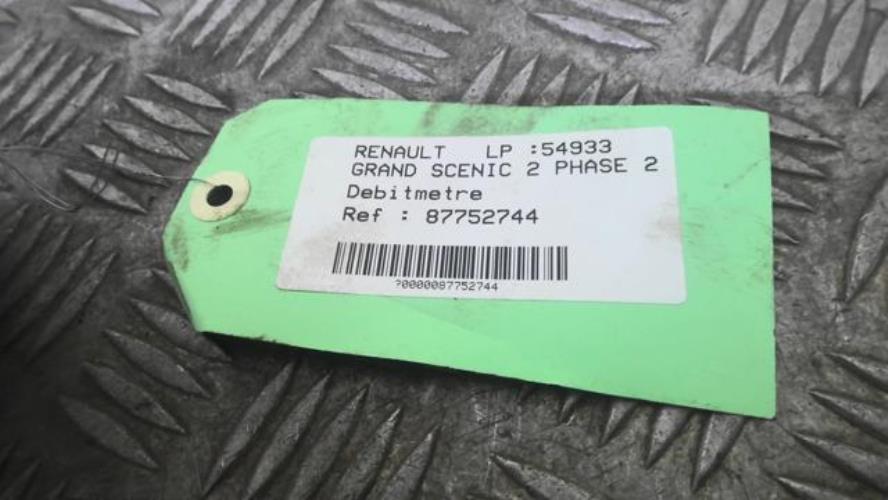 RENAULT LP :54933
GRAND SCENIC 2 PHASE 2
Debitmetre
Ref : 87752744
?0000087752744